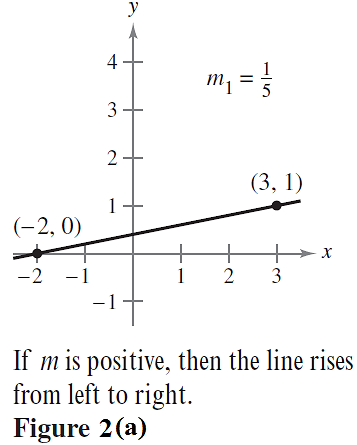 y
4
m₁ = 1/5
3
2
(3, 1)
1
(−2, 0)
x
−2 −1 1 2 3
−1
If m is positive, then the line rises
from left to right.
Figure 2(a)